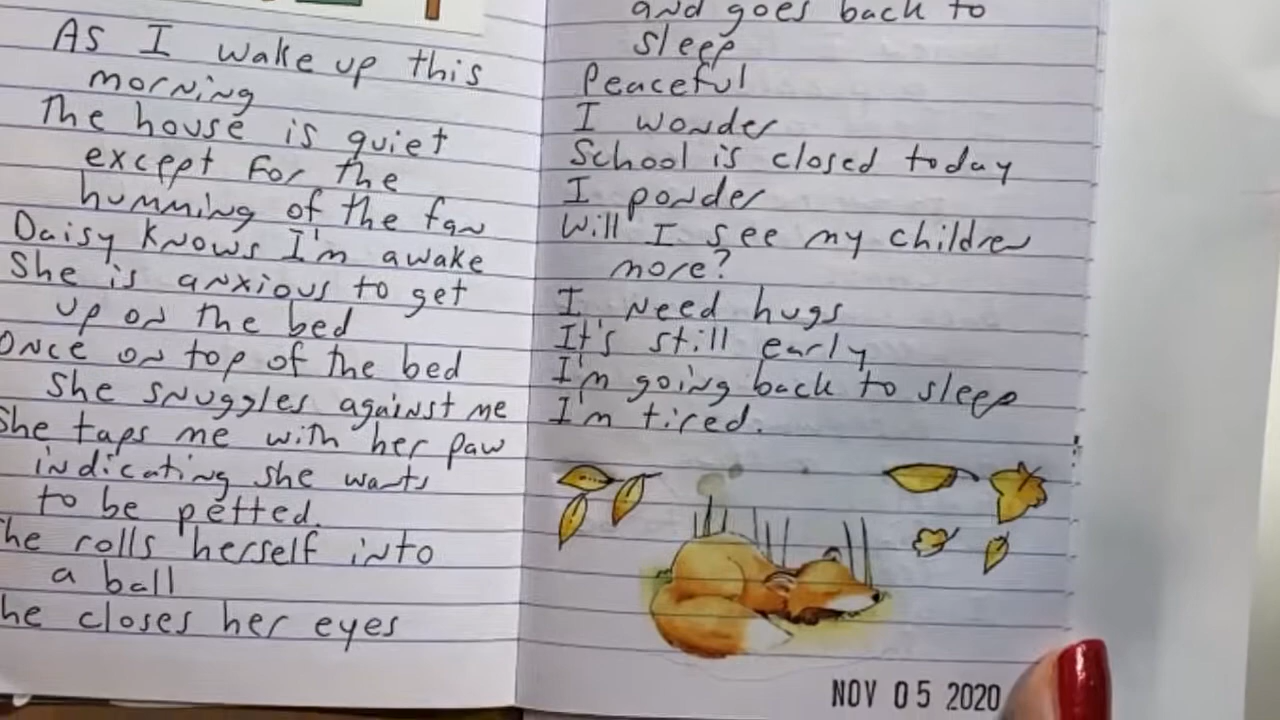 As I wake up this
morning
The house is quiet
except for the
humming of the fan
Daisy knows I'm awake
She is anxious to get
up on the bed
Once on top of the bed
She snuggles against me
She taps me with her paw
indicating she wants
to be petted.
he rolls herself into
a ball
he closes her eyes
and goes back to
sleep
Peaceful
I wonder
School is closed today
I ponder
Will I see my children
more?
I need hugs
It's still early
I'm going back to sleep
I'm tired.
NOV 05 2020